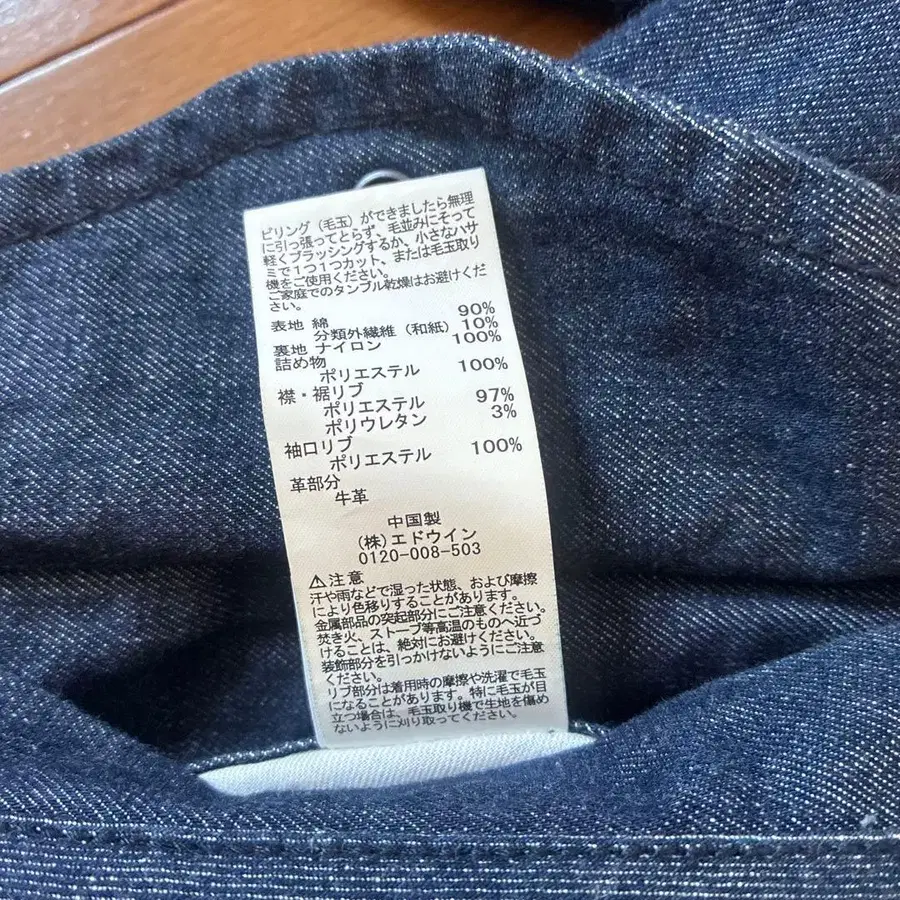 ピリング（毛玉）ができましたら無理
に引っ張ってとらず、毛並みにそって
軽くブラッシングするか、小さなハサ
ミで1つ1つカット、または毛玉取り
機をご使用ください。
ご家庭でのタンブル乾燥はお避けくだ
さい。
表地 綿 90%
分類外繊維（和紙） 10%
裏地 ナイロン 100%
詰め物
ポリエステル 100%
襟・裾リブ
ポリエステル 97%
ポリウレタン 3%
袖口リブ
ポリエステル 100%
革部分
牛革
中国製
（株）エドウイン
0120-008-503
⚠注意
汗や雨などで湿った状態、および摩擦
により色移りすることがあります。
金属部品の突起部分にご注意ください。
焚き火、ストーブ等高温のものへ近づ
けることは、絶対にお避けください。
装飾部分を引っかけないようにご注意ください。
リブ部分は着用時の摩擦や洗濯で毛玉
になることがあります。特に毛玉が目
立つ場合は、毛玉取り機で生地を傷め
ないように刈り取ってください。